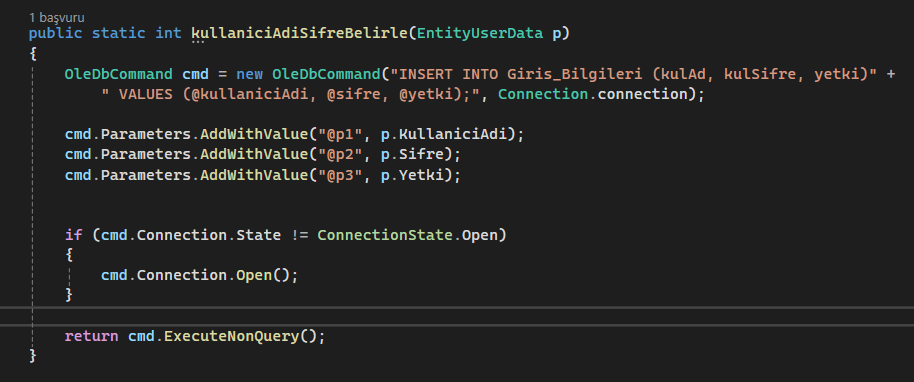 1 başvuru
public static int kullaniciAdiSifreBelirle(EntityUserData p)
{
OleDbCommand cmd = new OleDbCommand("INSERT INTO Giris_Bilgileri (kulAd, kulSifre, yetki)" +
" VALUES (@kullaniciAdi, @sifre, @yetki);", Connection.connection);
cmd.Parameters.AddWithValue("@p1", p.KullaniciAdi);
cmd.Parameters.AddWithValue("@p2", p.Sifre);
cmd.Parameters.AddWithValue("@p3", p.Yetki);
if (cmd.Connection.State != ConnectionState.Open)
{
cmd.Connection.Open();
}
return cmd.ExecuteNonQuery();
}